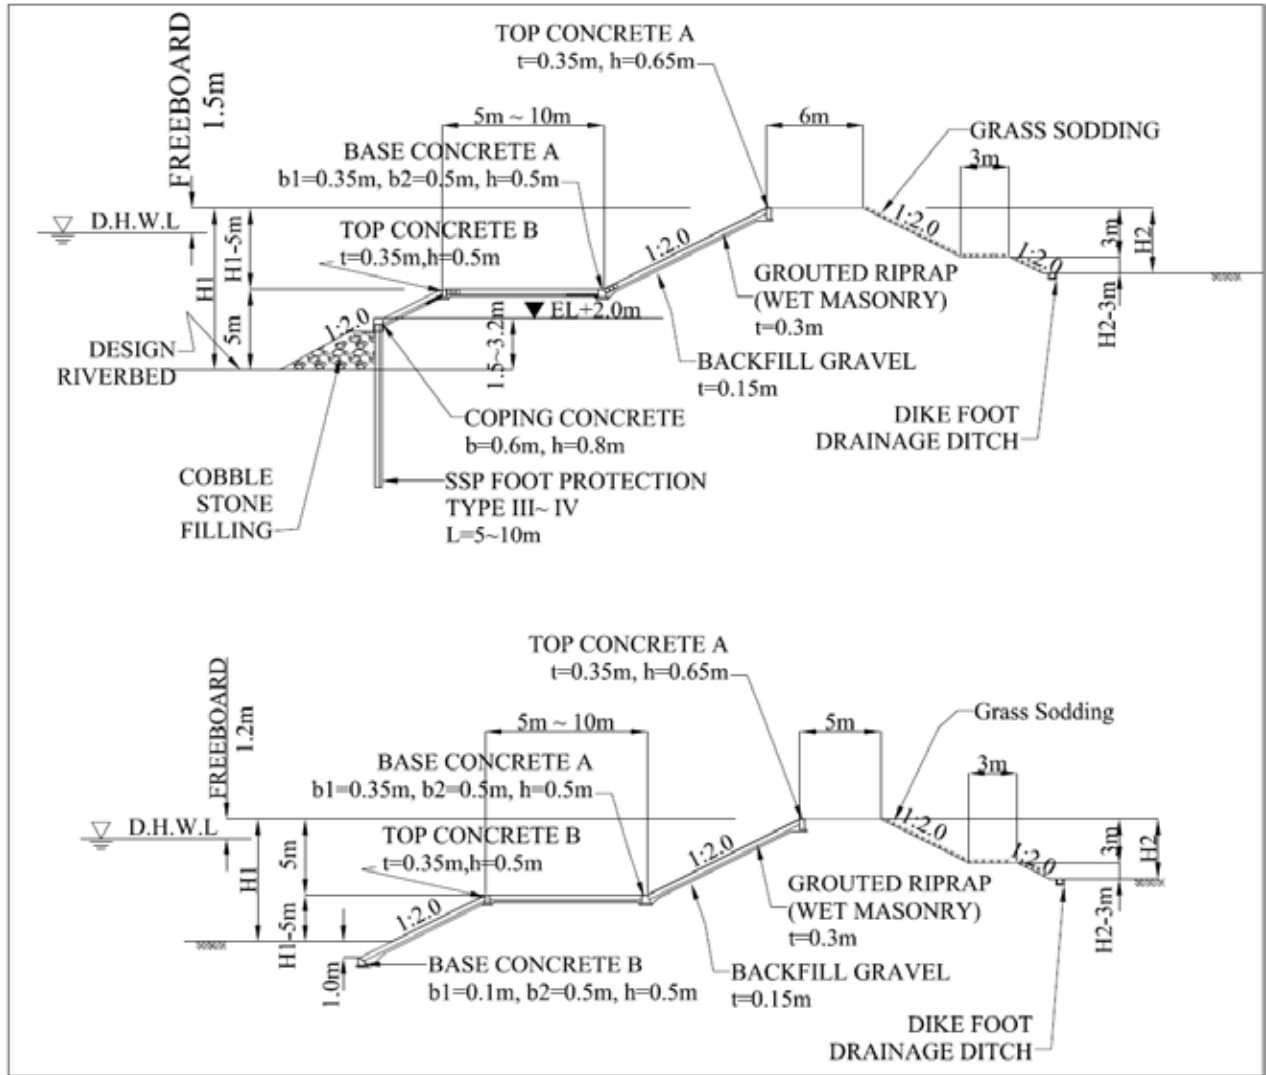 FREEBOARD
1.5m
TOP CONCRETE A
t=0.35m, h=0.65m
5m ~ 10m
6m
GRASS SODDING
3m
BASE CONCRETE A
b1=0.35m, b2=0.5m, h=0.5m
D.H.W.L
TOP CONCRETE B
t=0.35m,h=0.5m
H1
H1-5m
5m
1:2.0
1:2.0
1:2.0
1:2.0
3m
H2
H2-3m
GROUTED RIPRAP
(WET MASONRY)
t=0.3m
EL+2.0m
1.5~3.2m
DESIGN
RIVERBED
BACKFILL GRAVEL
t=0.15m
COPING CONCRETE
b=0.6m, h=0.8m
DIKE FOOT
DRAINAGE DITCH
COBBLE
STONE
FILLING
SSP FOOT PROTECTION
TYPE III~ IV
L=5~10m
FREEBOARD
1.2m
TOP CONCRETE A
t=0.35m, h=0.65m
5m ~ 10m
5m
Grass Sodding
3m
BASE CONCRETE A
b1=0.35m, b2=0.5m, h=0.5m
D.H.W.L
TOP CONCRETE B
t=0.35m,h=0.5m
H1
5m
H1-5m
1.0m
1:2.0
1:2.0
1:2.0
1:2.0
3m
H2
H2-3m
GROUTED RIPRAP
(WET MASONRY)
t=0.3m
BASE CONCRETE B
b1=0.1m, b2=0.5m, h=0.5m
BACKFILL GRAVEL
t=0.15m
DIKE FOOT
DRAINAGE DITCH